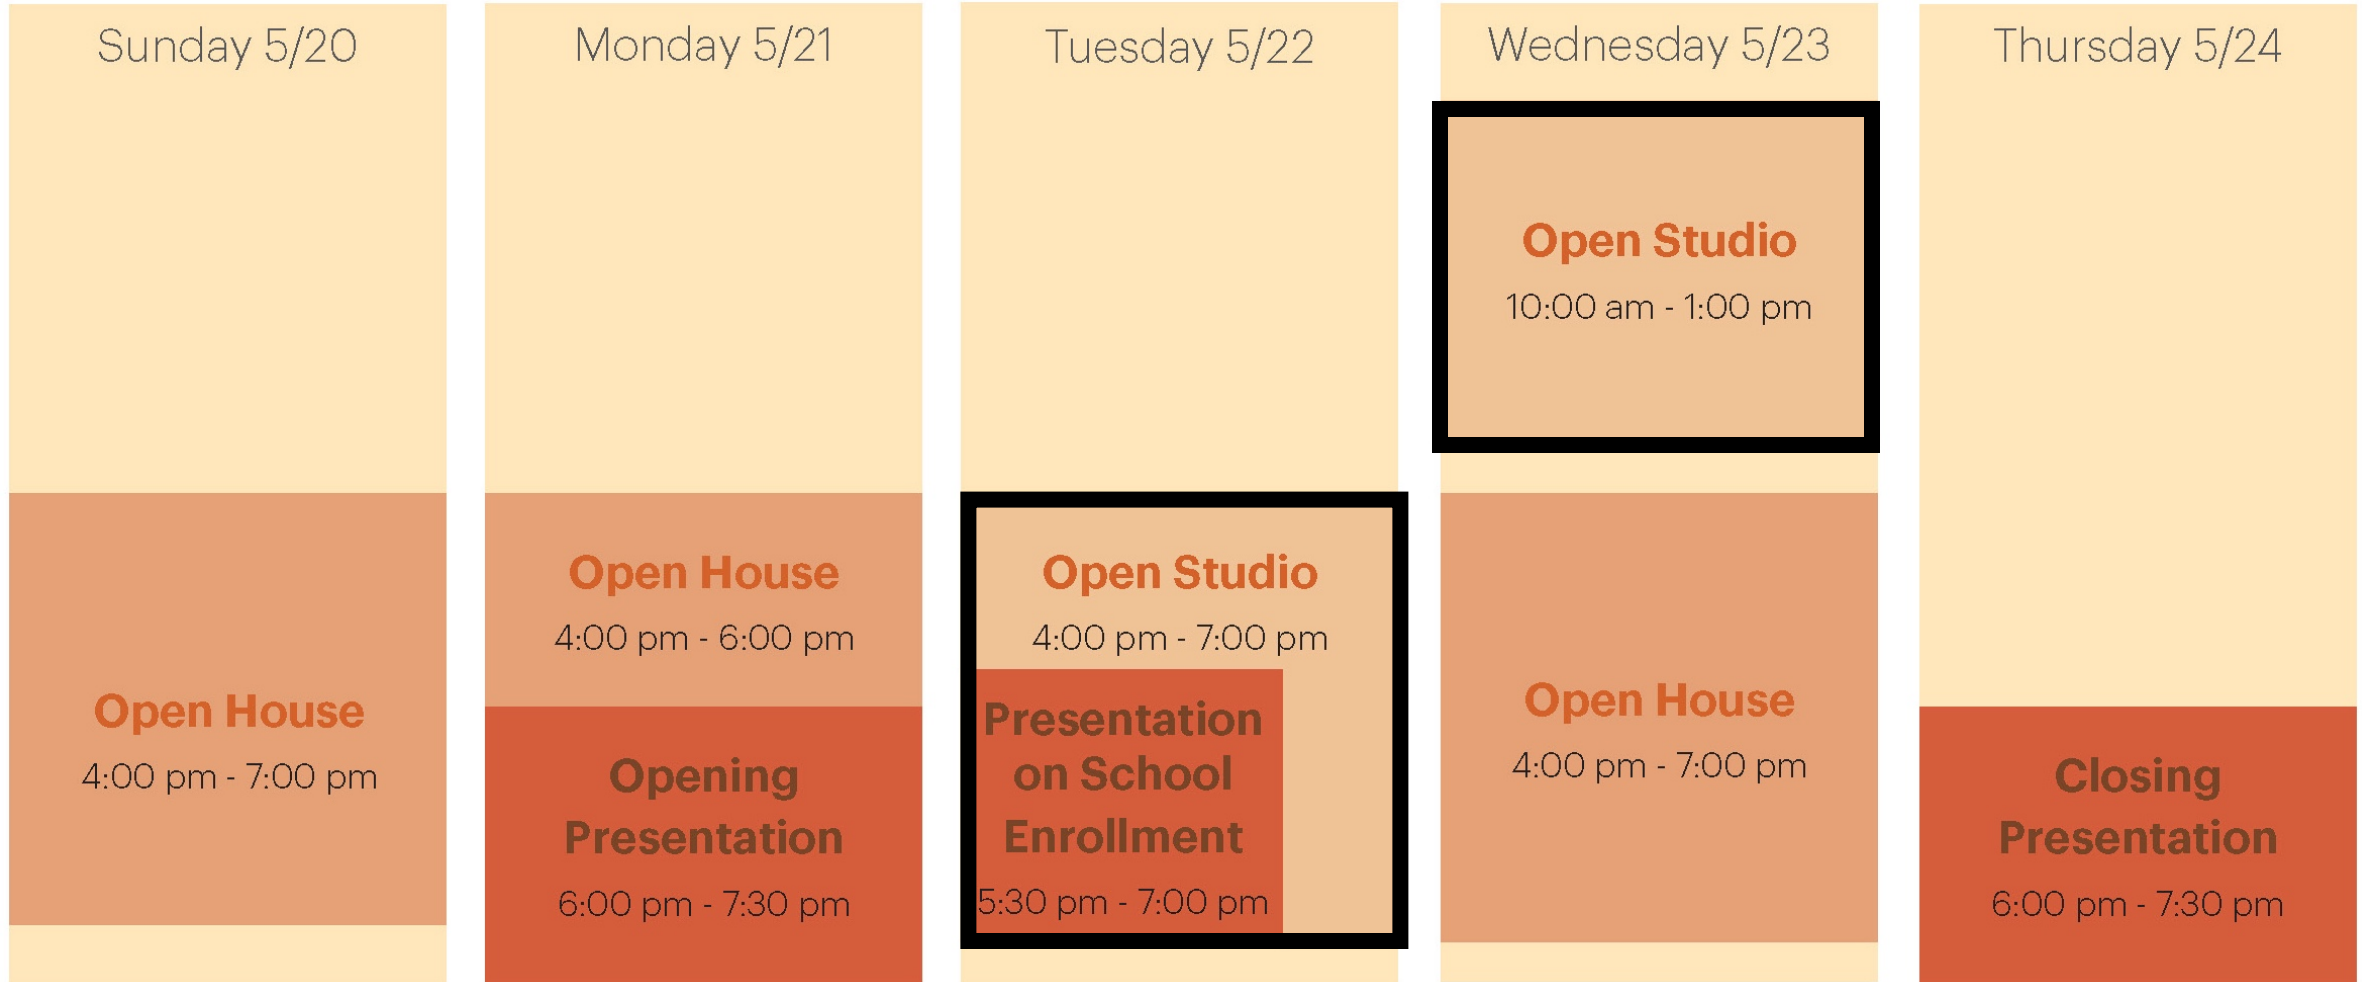 Sunday 5/20
Open House
4:00 pm - 7:00 pm
Monday 5/21
Open House
4:00 pm - 6:00 pm
Opening
Presentation
6:00 pm - 7:30 pm
Tuesday 5/22
Open Studio
4:00 pm - 7:00 pm
Presentation
on School
Enrollment
5:30 pm - 7:00 pm
Wednesday 5/23
Open Studio
10:00 am - 1:00 pm
Open House
4:00 pm - 7:00 pm
Thursday 5/24
Closing
Presentation
6:00 pm - 7:30 pm